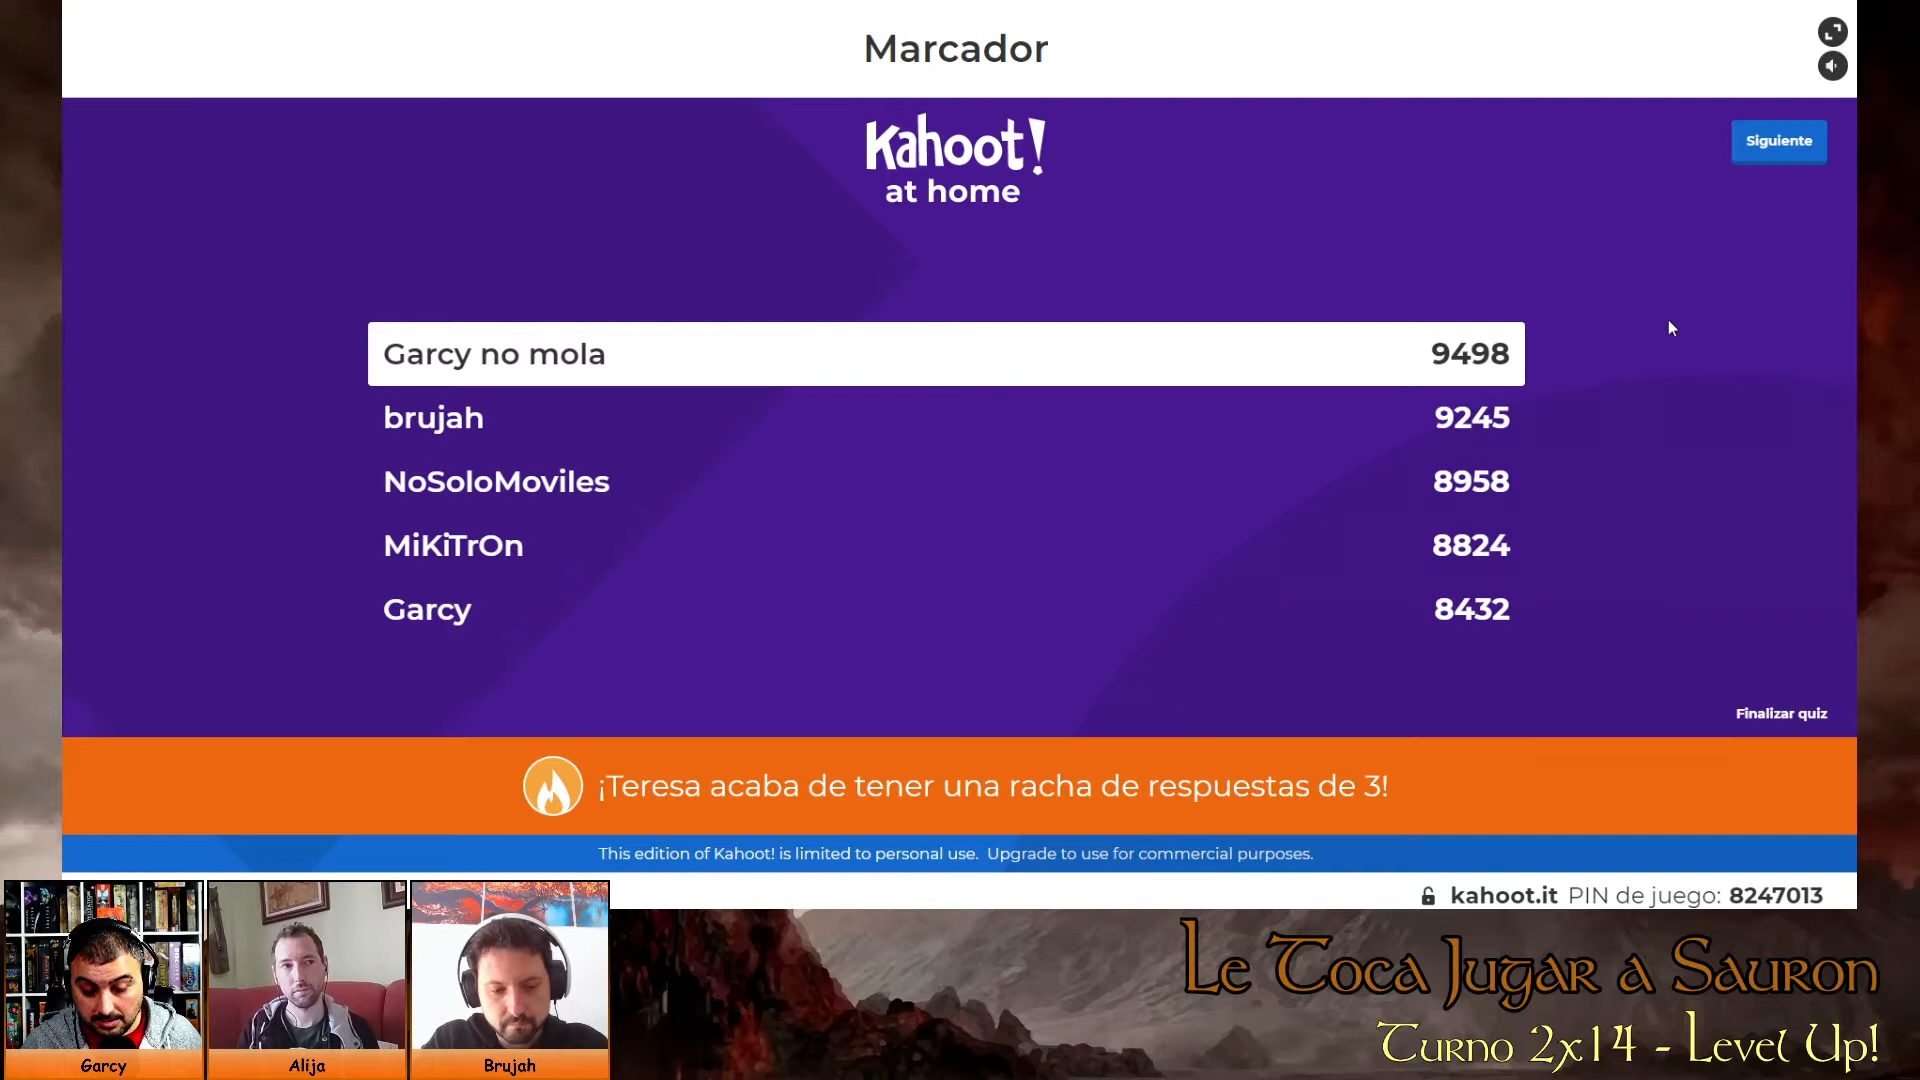 Marcador
Kahoot!
at home
Siguiente
Garcy no mola 9498
brujah 9245
NoSoloMoviles 8958
MiKiTrOn 8824
Garcy 8432
Finalizar quiz
¡Teresa acaba de tener una racha de respuestas de 3!
This edition of Kahoot! is limited to personal use. Upgrade to use for commercial purposes.
kahoot.it PIN de juego: 8247013
Le Toca Jugar a Sauron
Turno 2x14 - Level Up!
Garcy
Alija
Brujah